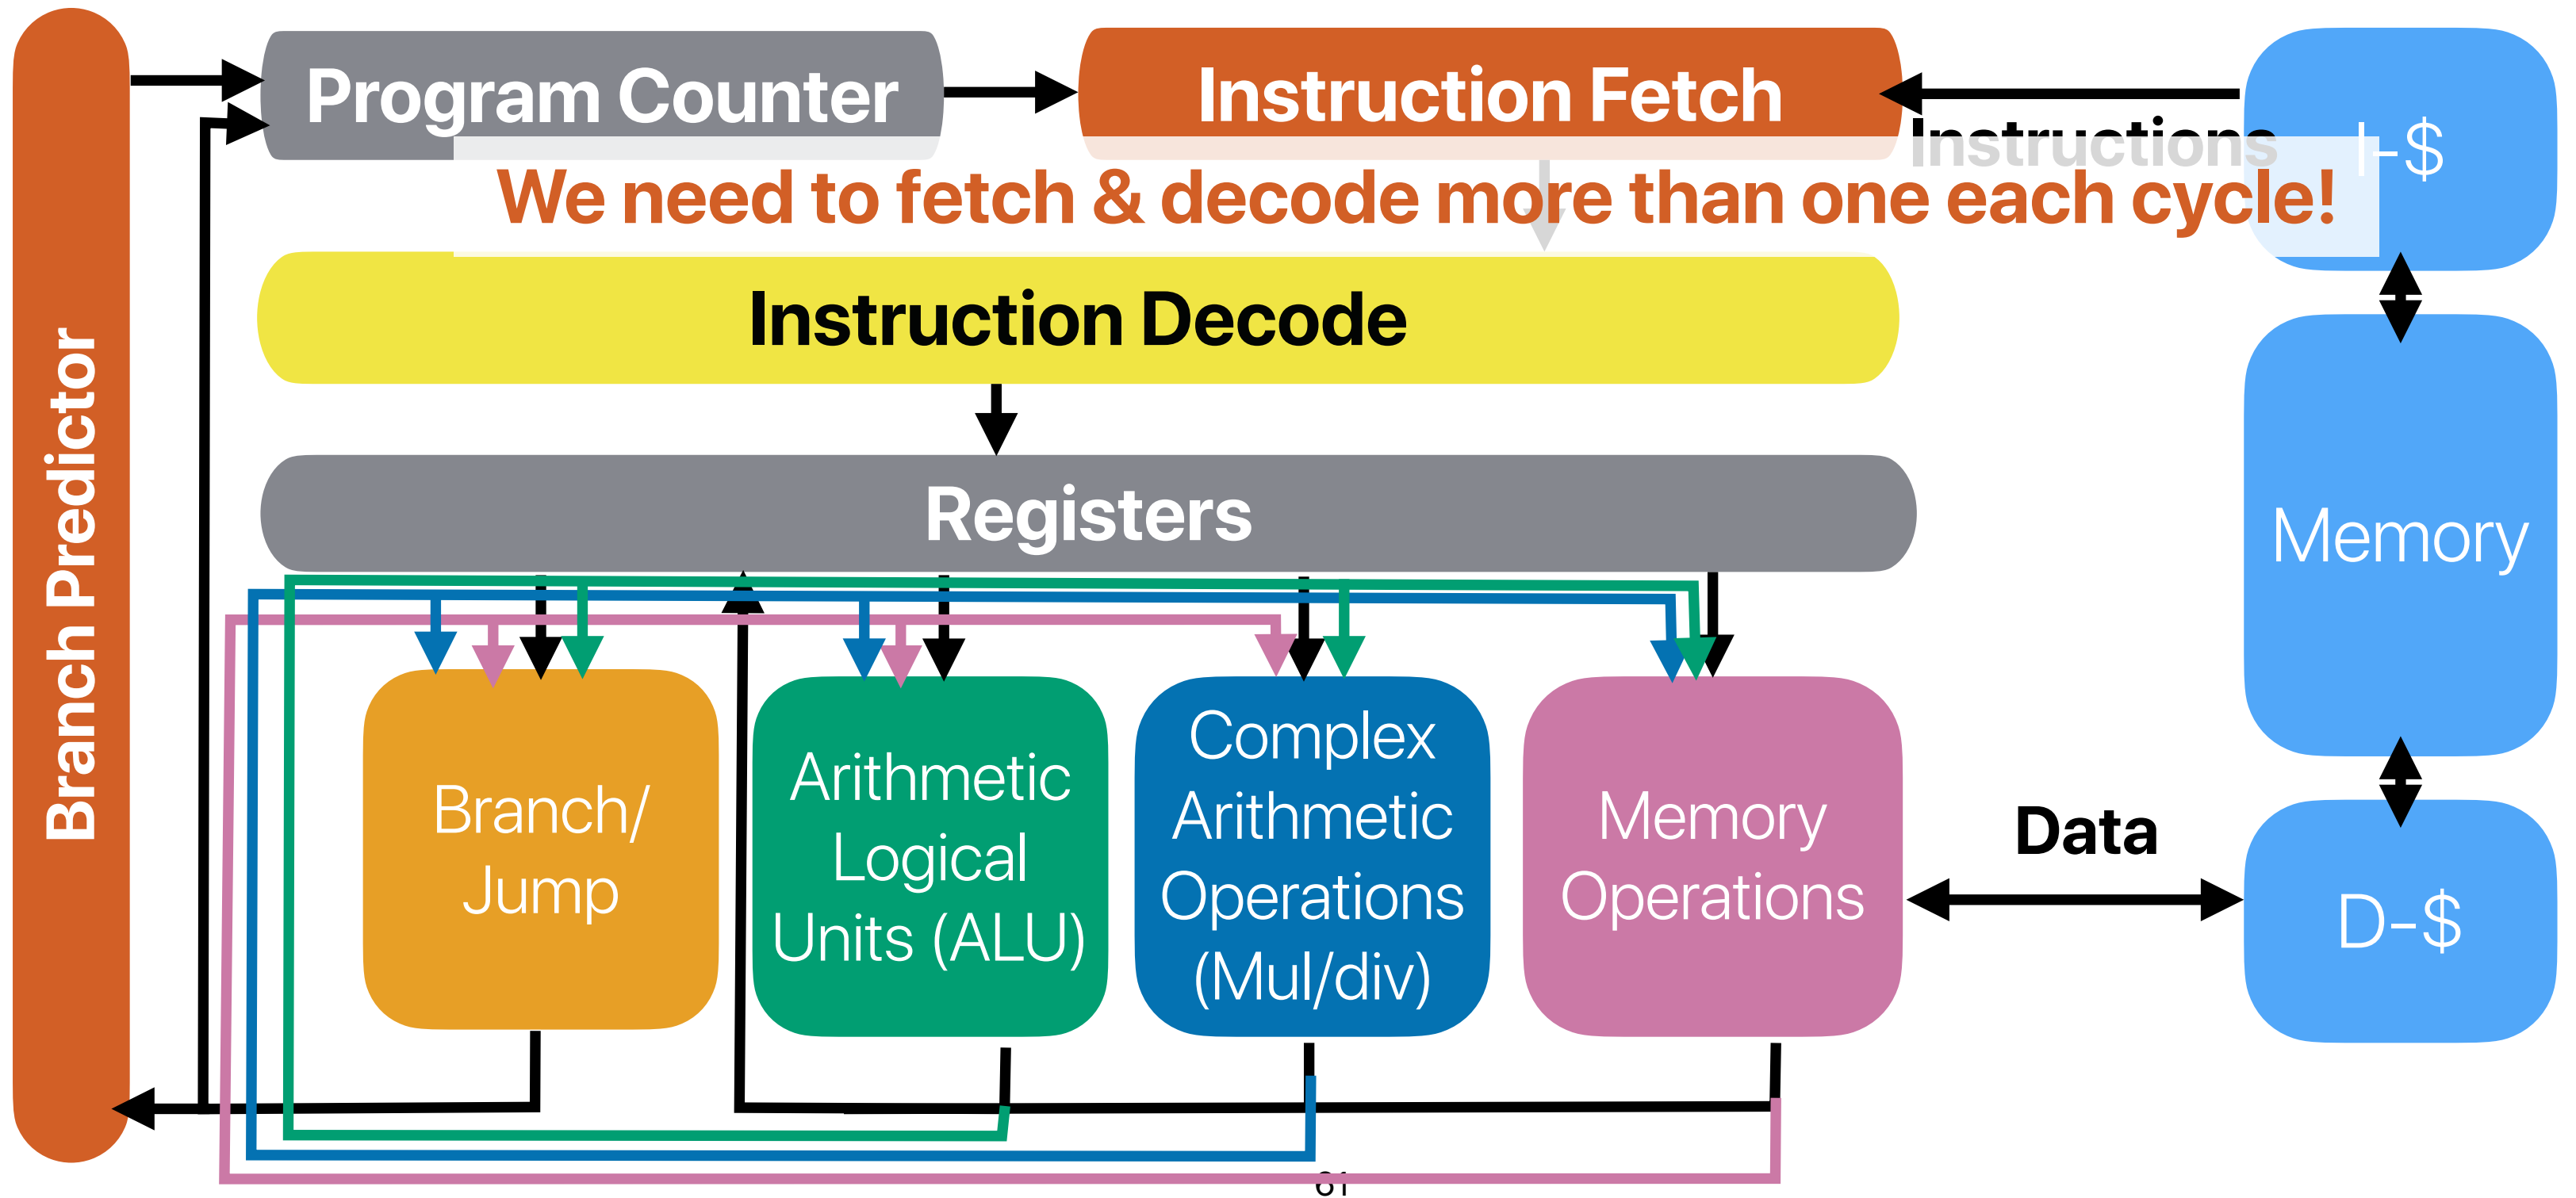 Program Counter
Instruction Fetch
Instructions
I-$
We need to fetch & decode more than one each cycle!
Instruction Decode
Branch Predictor
Registers
Memory
Branch/
Jump
Arithmetic
Logical
Units (ALU)
Complex
Arithmetic
Operations
(Mul/div)
Memory
Operations
Data
D-$
61